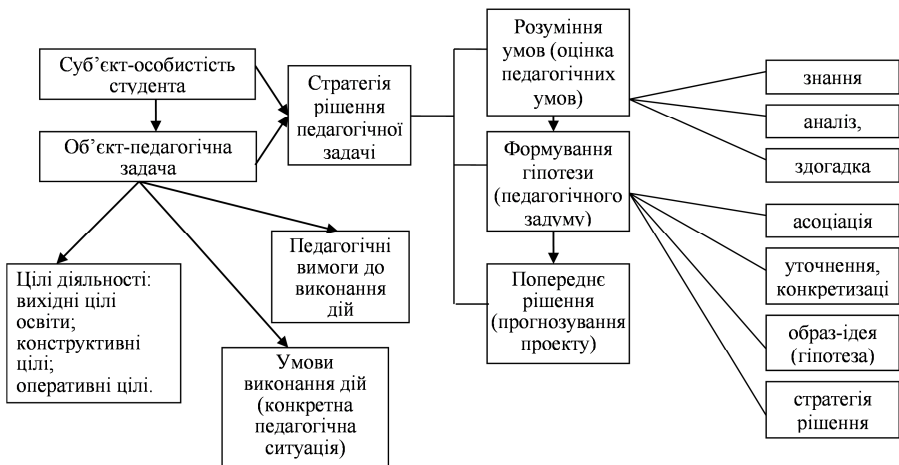 Суб’єкт-особистість
студента
Об’єкт-педагогічна
задача
Стратегія
рішення
педагогічної
задачі
Цілі діяльності:
вихідні цілі
освіти;
конструктивні
цілі;
оперативні цілі.
Педагогічні
вимоги до
виконання
дій
Умови
виконання дій
(конкретна
педагогічна
ситуація)
Розуміння
умов (оцінка
педагогічних
умов)
Формування
гіпотези
(педагогічного
задуму)
Попереднє
рішення
(прогнозування
проекту)
знання
аналіз,
здогадка
асоціація
уточнення,
конкретизаці
образ-ідея
(гіпотеза)
стратегія
рішення